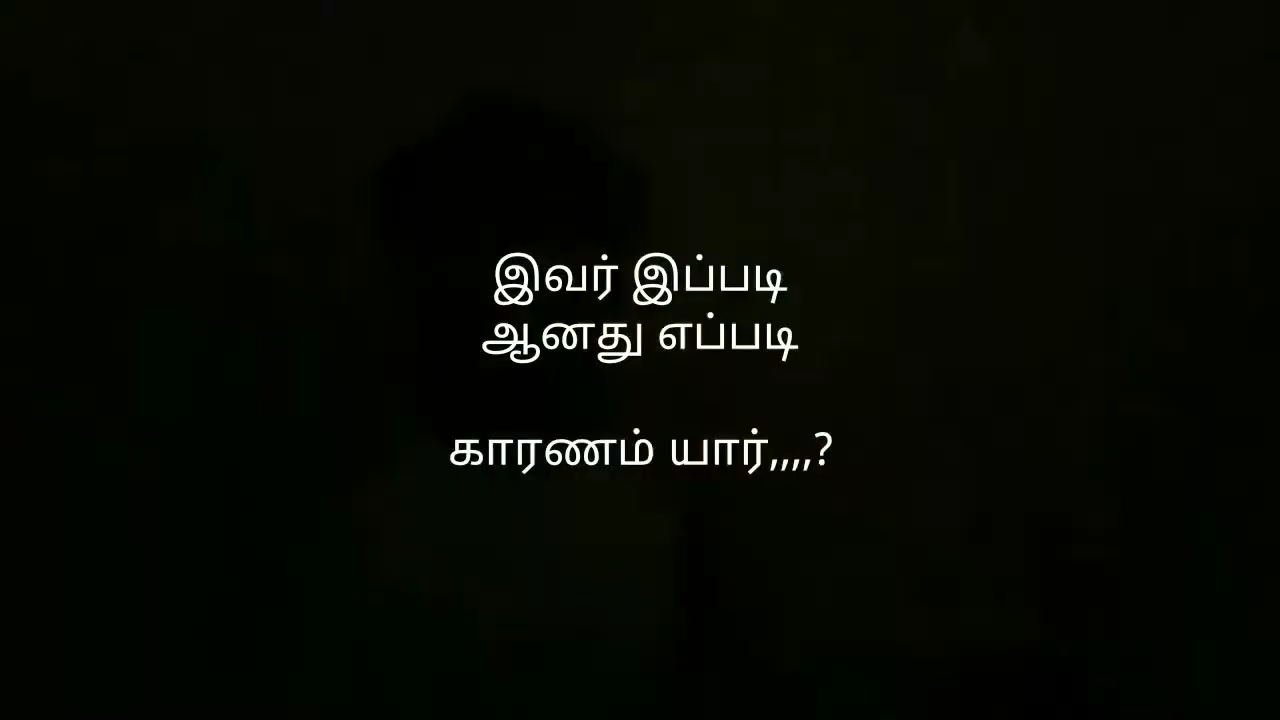 இவர் இப்படி
ஆனது எப்படி
காரணம் யார்,,,,?